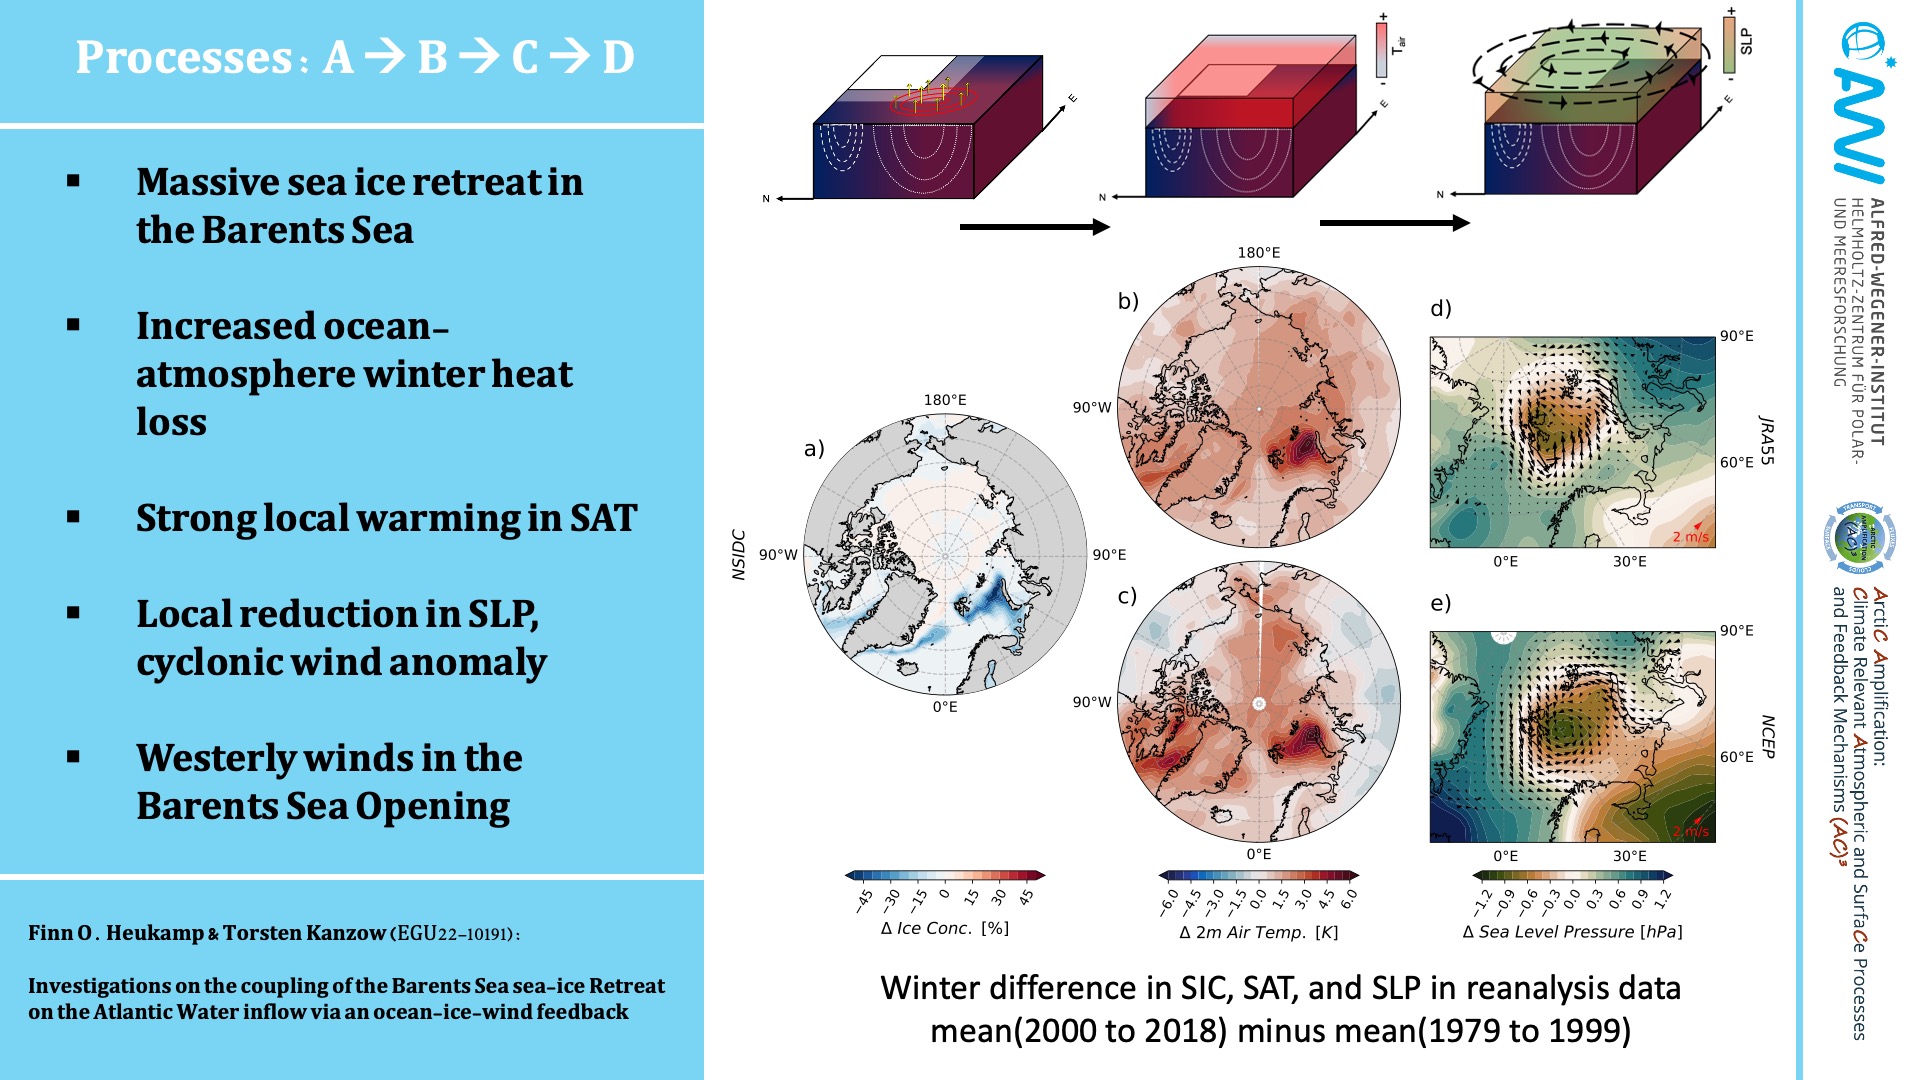 Processes: A → B → C → D
▪ Massive sea ice retreat in
the Barents Sea
▪ Increased ocean–
atmosphere winter heat
loss
▪ Strong local warming in SAT
▪ Local reduction in SLP,
cyclonic wind anomaly
▪ Westerly winds in the
Barents Sea Opening
Finn O. Heukamp & Torsten Kanzow (EGU22–10191):
Investigations on the coupling of the Barents Sea sea–ice Retreat
on the Atlantic Water inflow via an ocean–ice–wind feedback
N
E
N
E
+
Tair
-
N
E
+
SLP
-
a)
180°E
90°W
90°E
0°E
NSIDC
b)
180°E
90°W
c)
90°W
0°E
d)
90°E
60°E
0°E
30°E
2 m/s
JRA55
e)
90°E
60°E
0°E
30°E
2 m/s
NCEP
−45 −30 −15 0 15 30 45
Δ Ice Conc. [%]
−6.0 −4.5 −3.0 −1.5 0.0 1.5 3.0 4.5 6.0
Δ 2m Air Temp. [K]
−1.2 −0.9 −0.6 −0.3 0.0 0.3 0.6 0.9 1.2
Δ Sea Level Pressure [hPa]
Winter difference in SIC, SAT, and SLP in reanalysis data
mean(2000 to 2018) minus mean(1979 to 1999)
AWI
ALFRED-WEGENER-INSTITUT
HELMHOLTZ-ZENTRUM FÜR POLAR-
UND MEERESFORSCHUNG
ArctiC Amplification:
Climate Relevant Atmospheric and SurfaCe Processes
and Feedback Mechanisms (AC)³